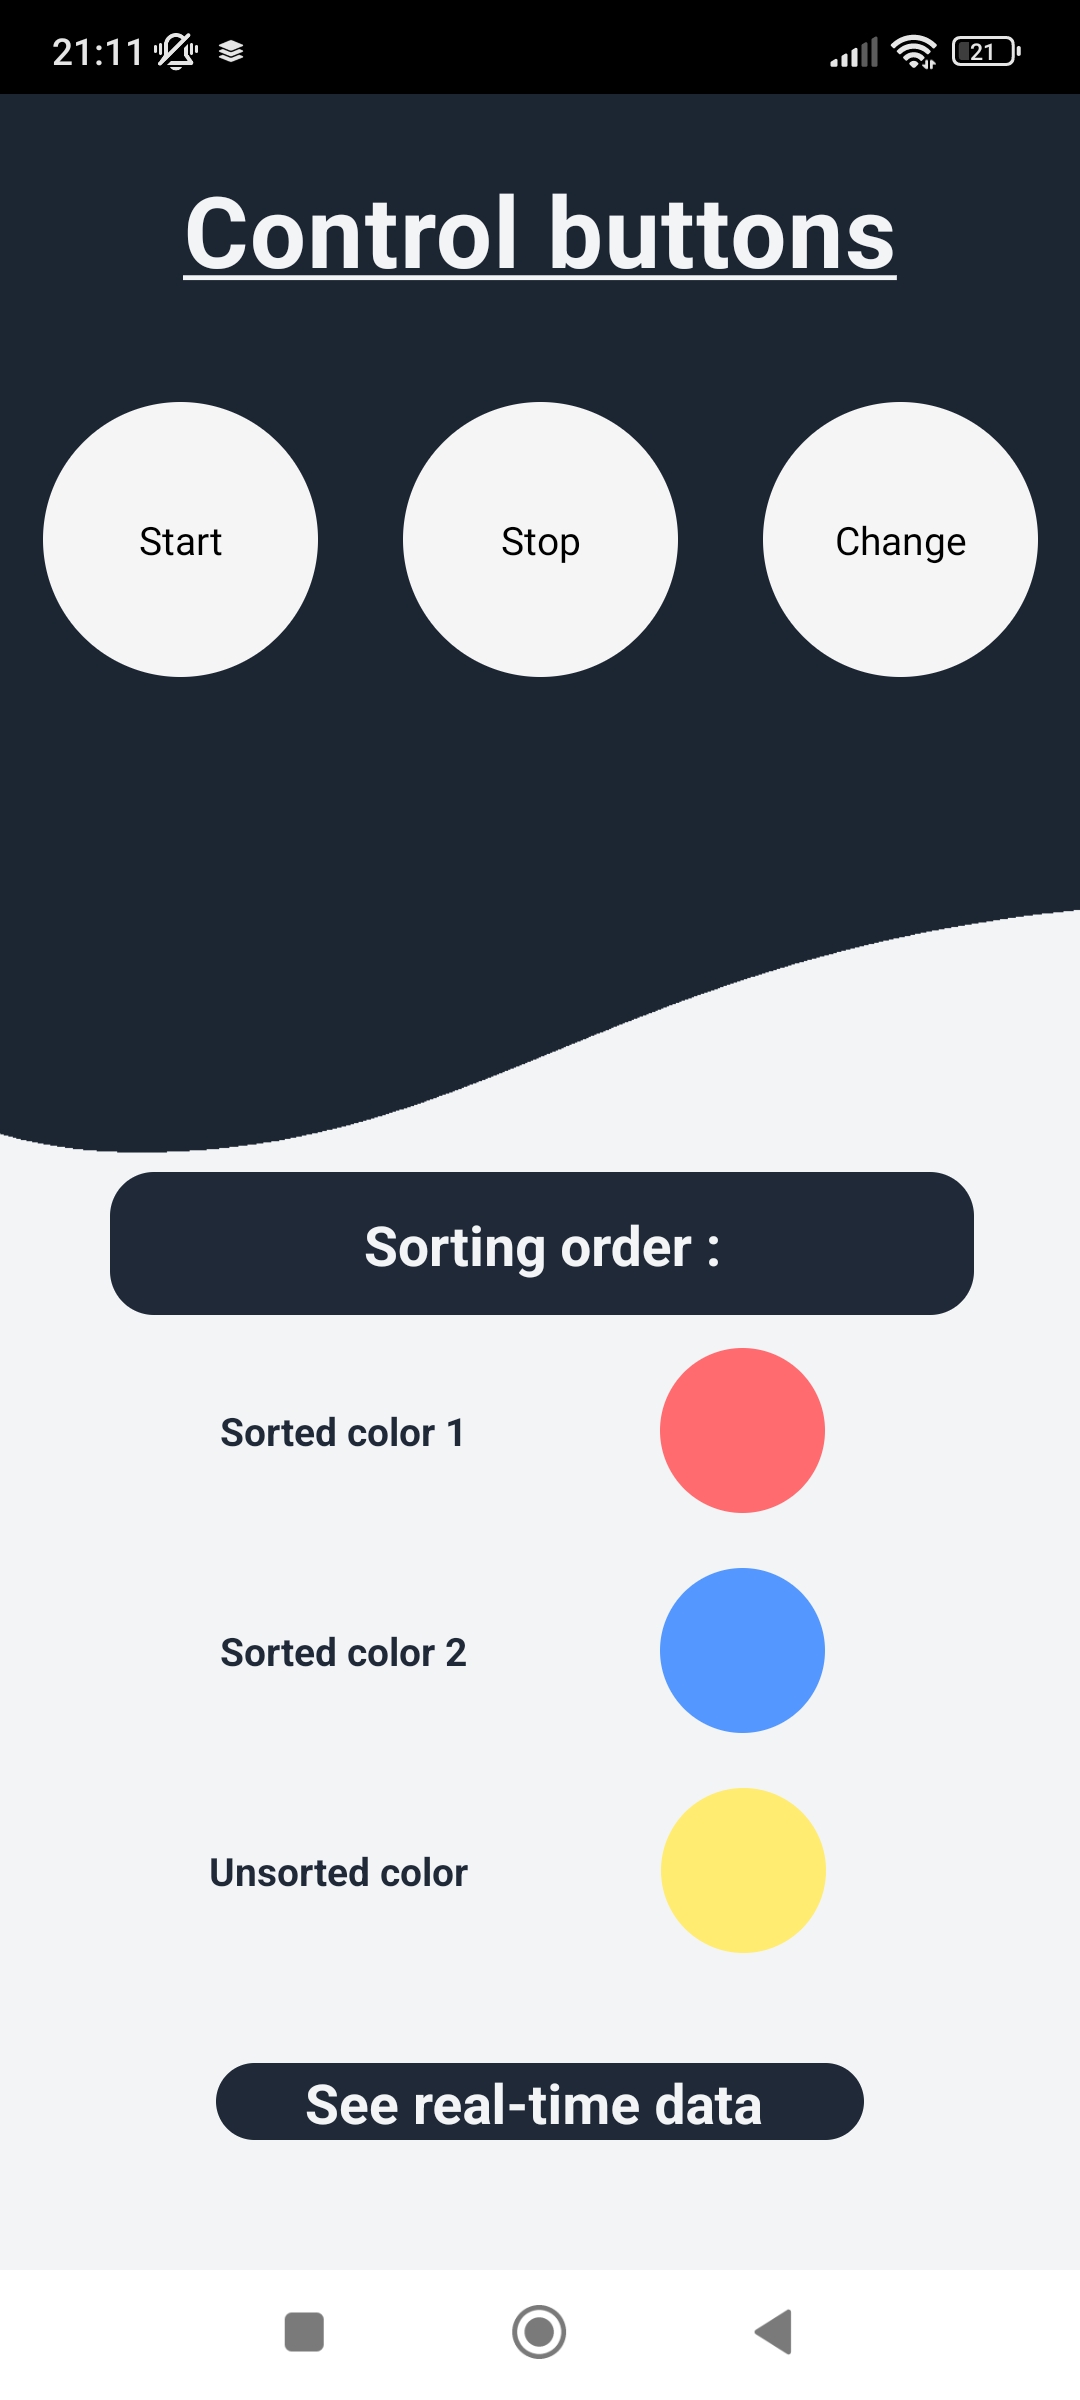 21:11
21
Control buttons
Start
Stop
Change
Sorting order :
Sorted color 1
Sorted color 2
Unsorted color
See real-time data